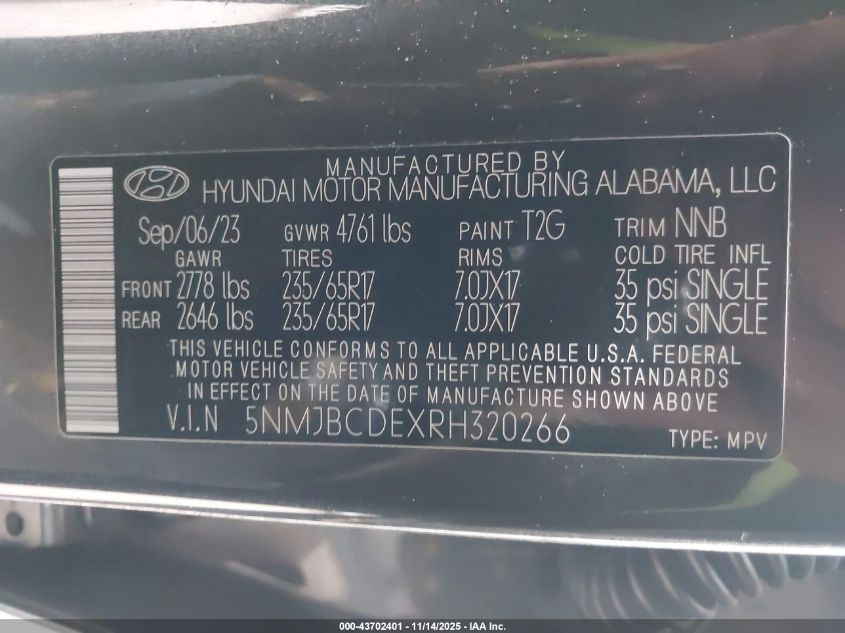 MANUFACTURED BY
HYUNDAI MOTOR MANUFACTURING ALABAMA, LLC
Sep/06/23 GVWR 4761 lbs PAINT T2G TRIM NNB
GAWR TIRES RIMS COLD TIRE INFL
FRONT 2778 lbs 235/65R17 7.0JX17 35 psi SINGLE
REAR 2646 lbs 235/65R17 7.0JX17 35 psi SINGLE
THIS VEHICLE CONFORMS TO ALL APPLICABLE U.S.A. FEDERAL
MOTOR VEHICLE SAFETY AND THEFT PREVENTION STANDARDS
IN EFFECT ON THE DATE OF MANUFACTURE SHOWN ABOVE.
V.I.N 5NMJBCDEXRH320266 TYPE: MPV
000-43702401 - 11/14/2025 - IAA Inc.